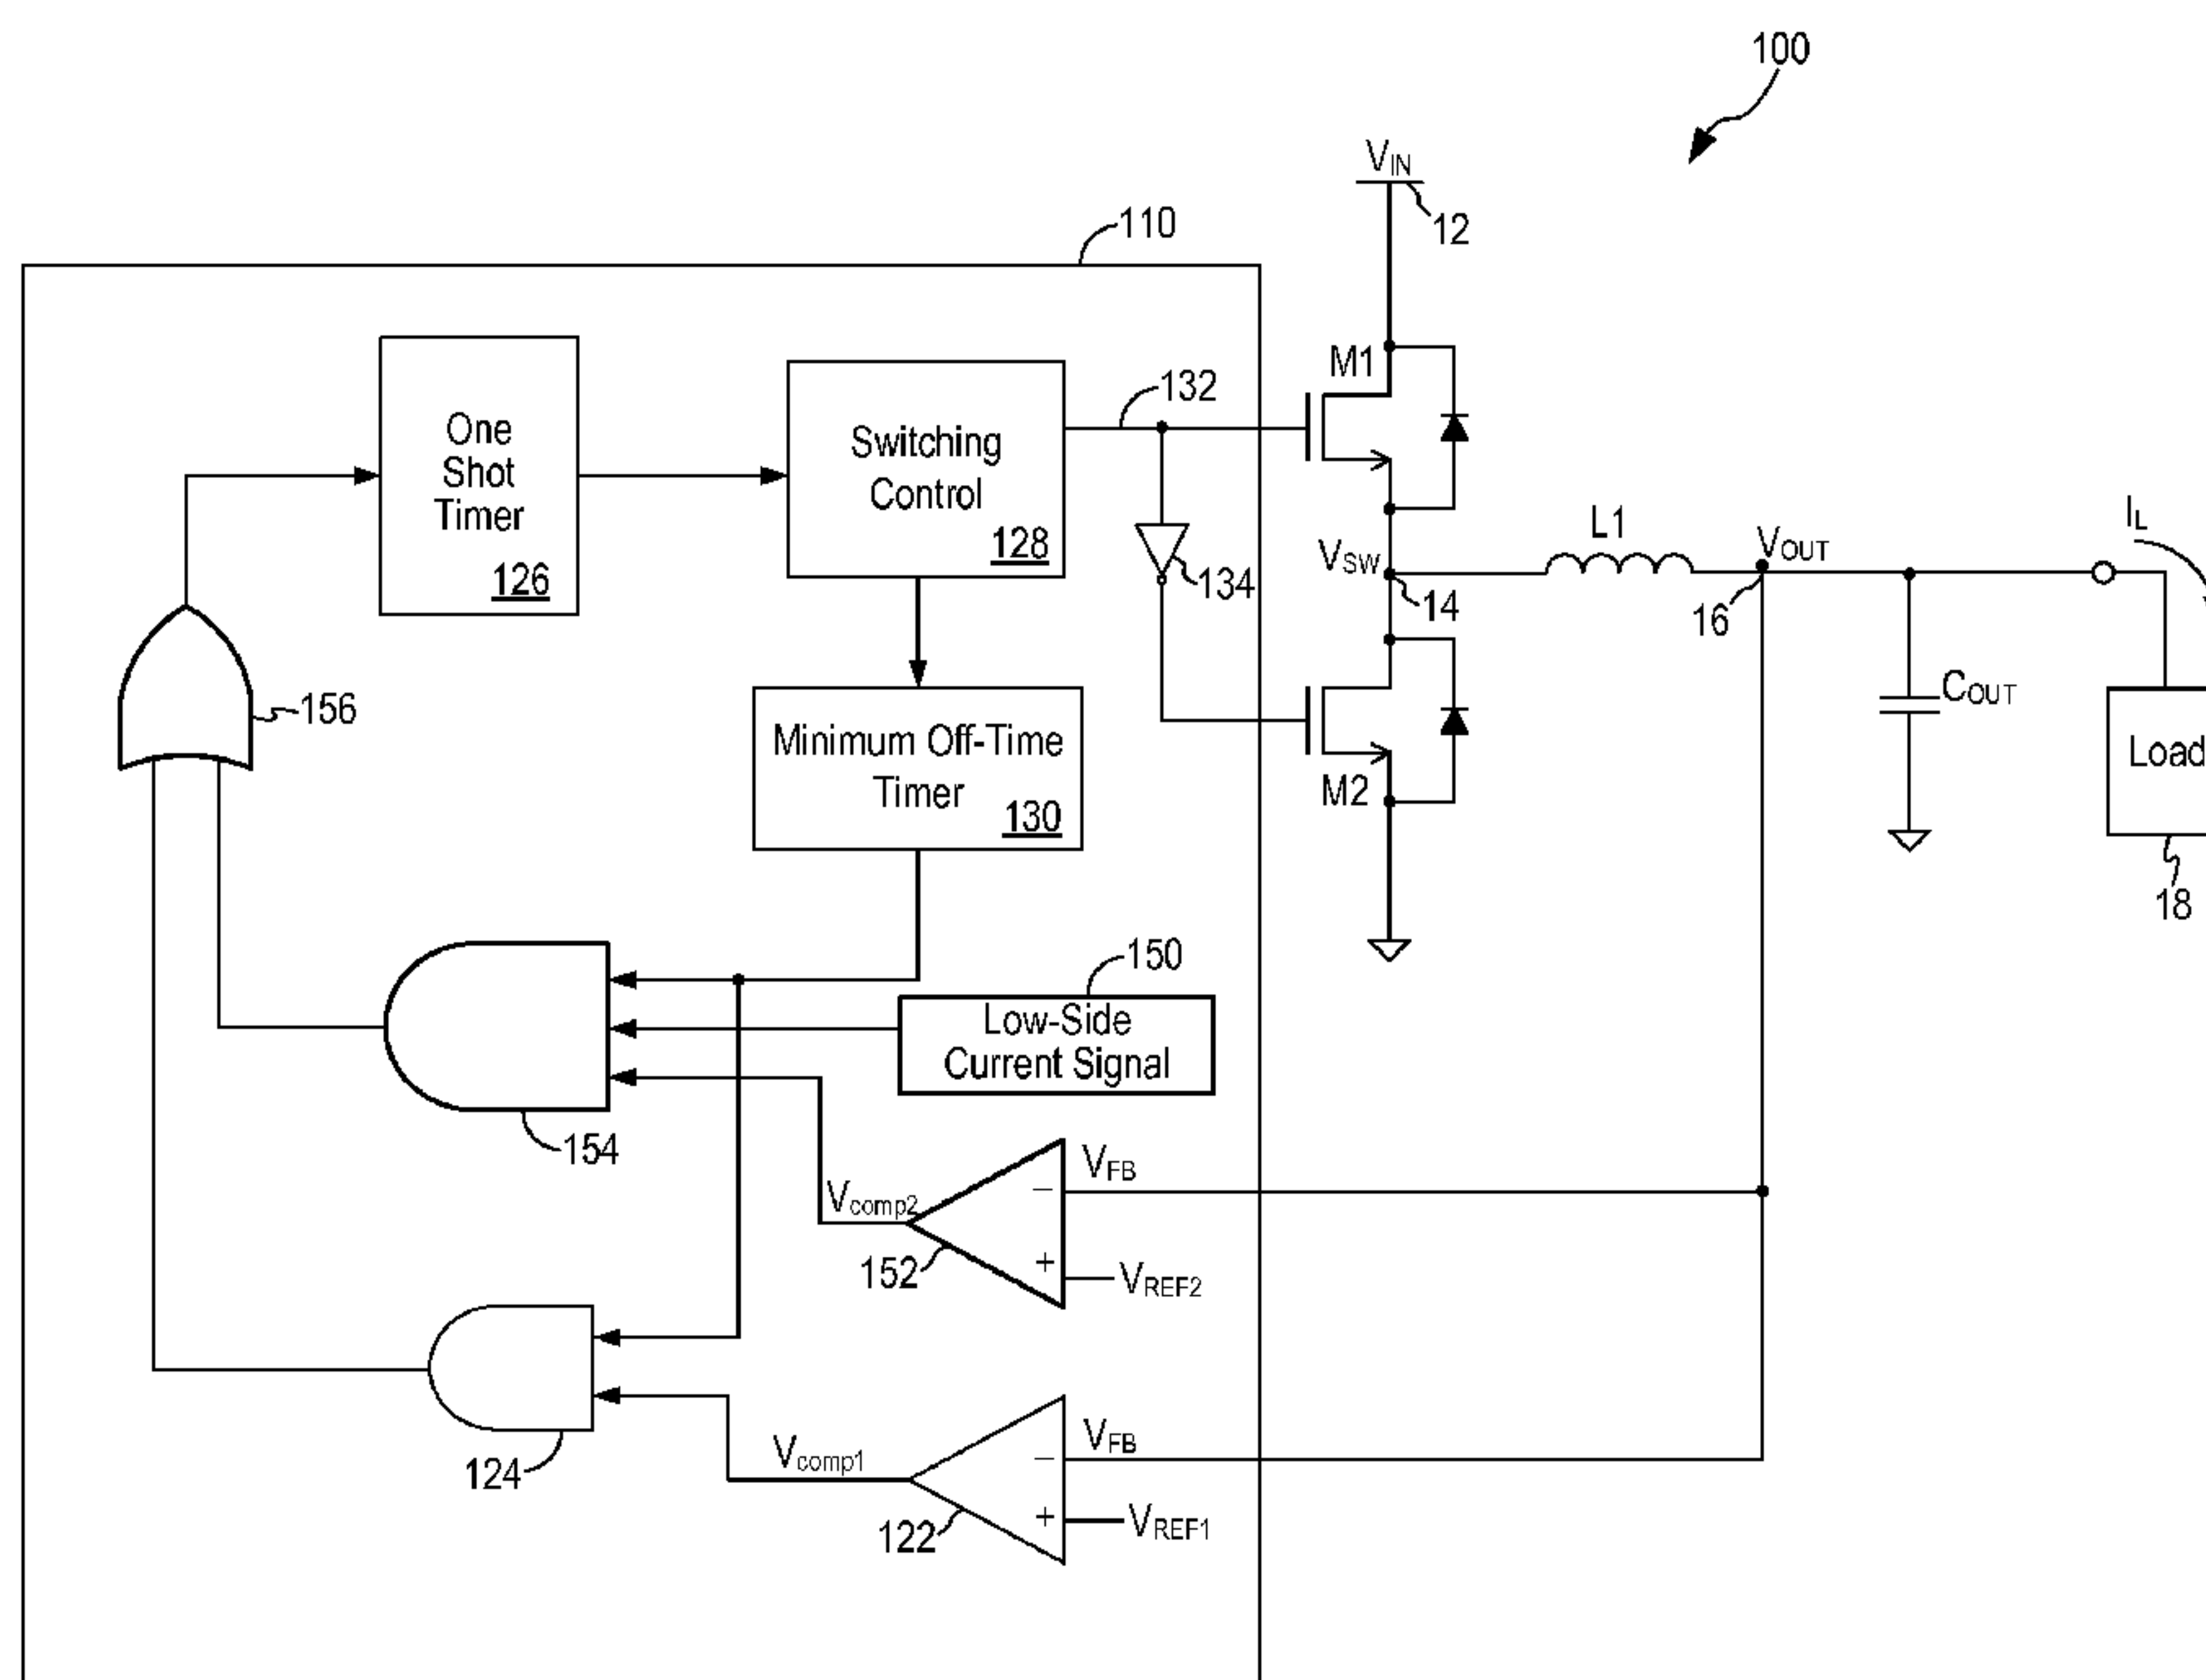 100
VIN
12
110
M1
132
One
Shot
Timer
126
Switching
Control
128
134
VSW
14
L1
VOUT
16
IL
COUT
Load
18
M2
156
Minimum Off-Time
Timer
130
150
Low-Side
Current Signal
154
VFB
−
Vcomp2
152
+
VREF2
124
Vcomp1
VFB
−
122
+
VREF1